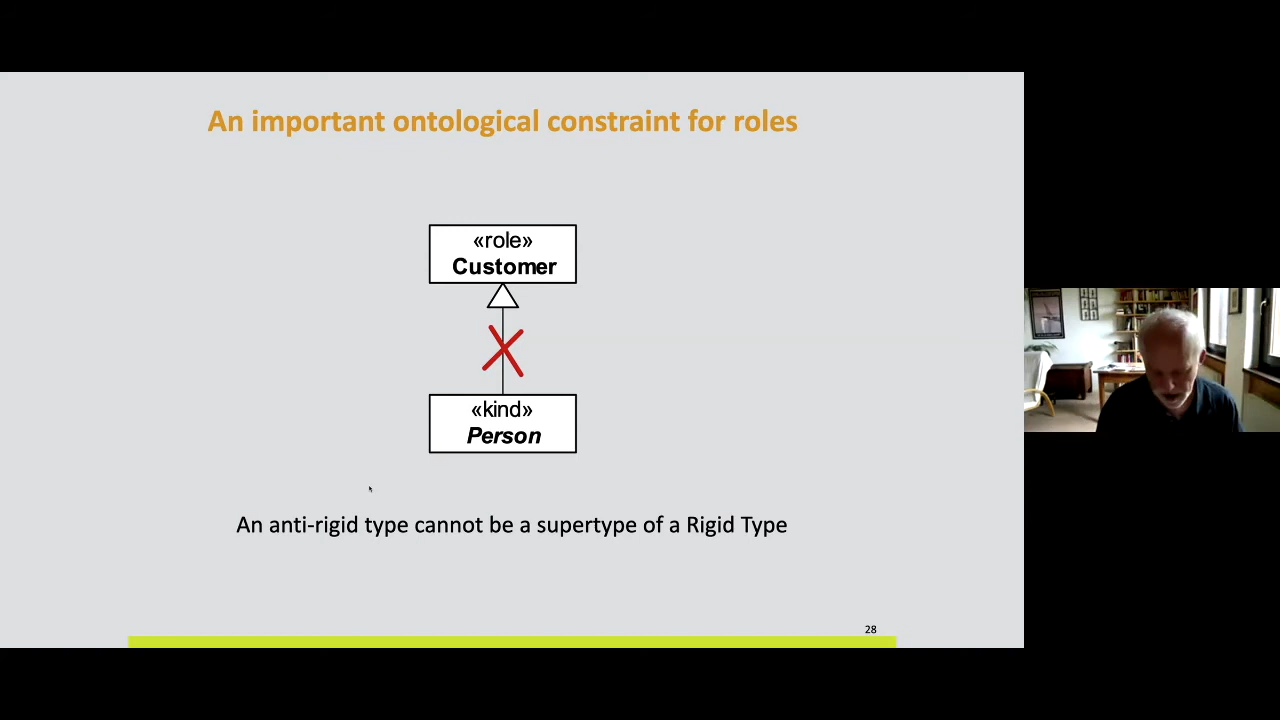 An important ontological constraint for roles
«role»
Customer
«kind»
Person
An anti-rigid type cannot be a supertype of a Rigid Type
28